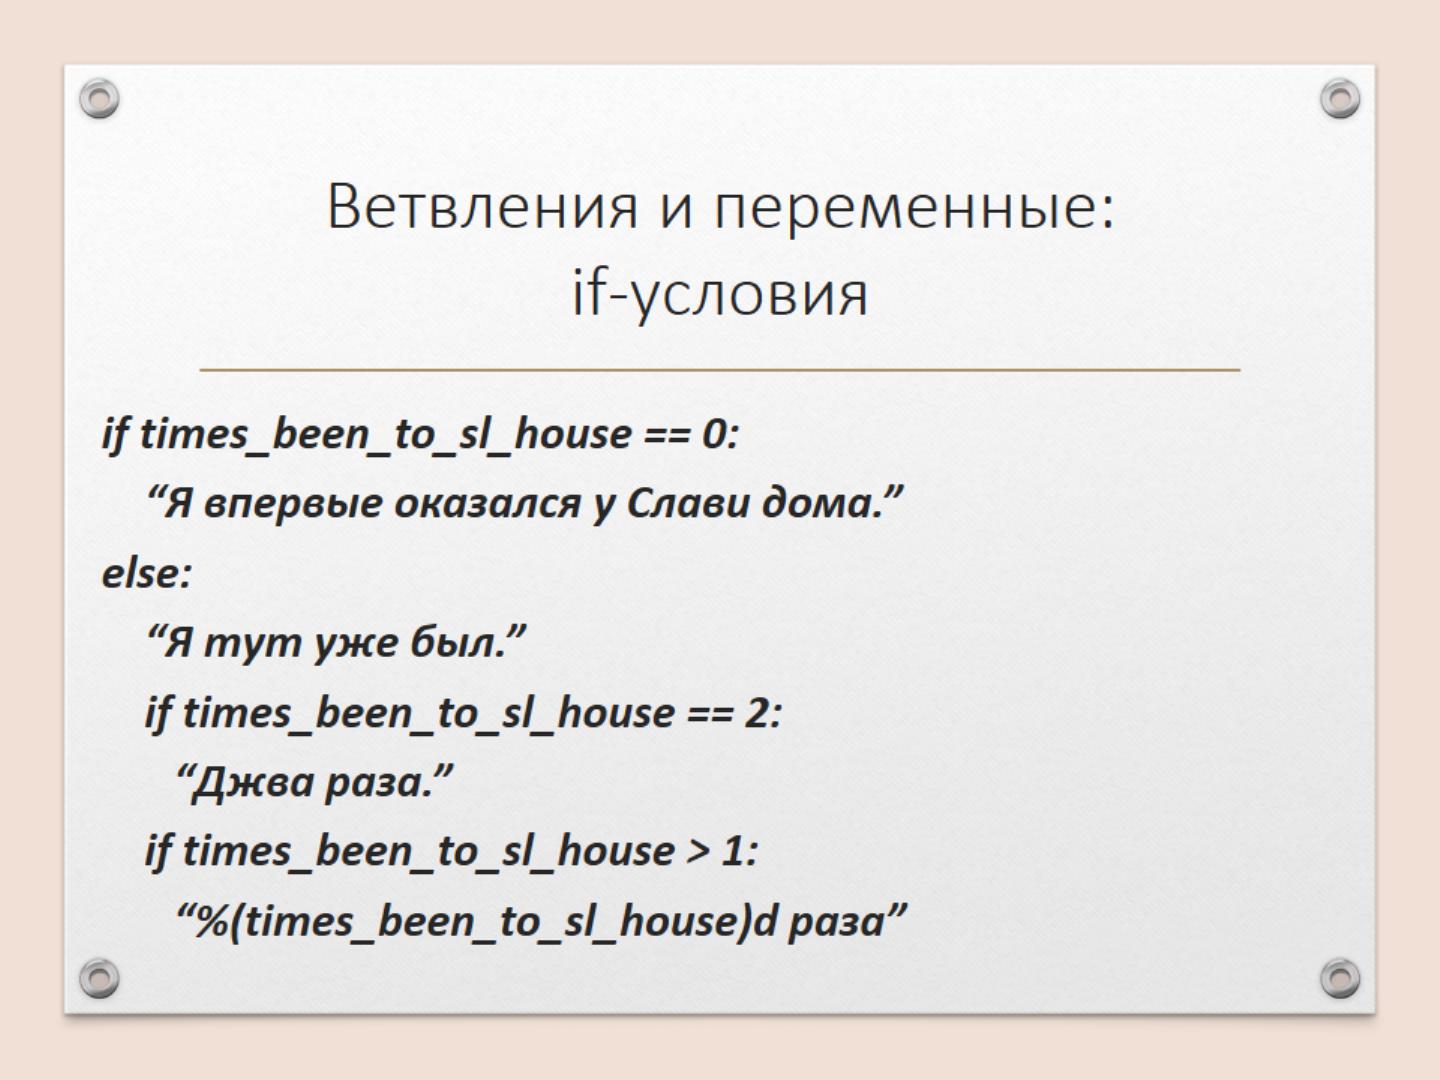 Ветвления и переменные:
if-условия
if times_been_to_sl_house == 0:
“Я впервые оказался у Слави дома.”
else:
“Я тут уже был.”
if times_been_to_sl_house == 2:
“Джва раза.”
if times_been_to_sl_house > 1:
“%(times_been_to_sl_house)d раза”